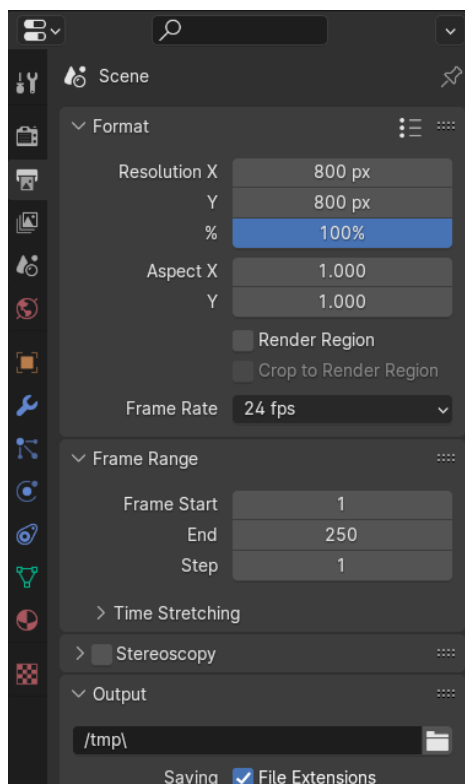 Scene
Format
Resolution X 800 px
Y 800 px
% 100%
Aspect X 1.000
Y 1.000
Render Region
Crop to Render Region
Frame Rate 24 fps
Frame Range
Frame Start 1
End 250
Step 1
Time Stretching
Stereoscopy
Output
/tmp\
Saving File Extensions